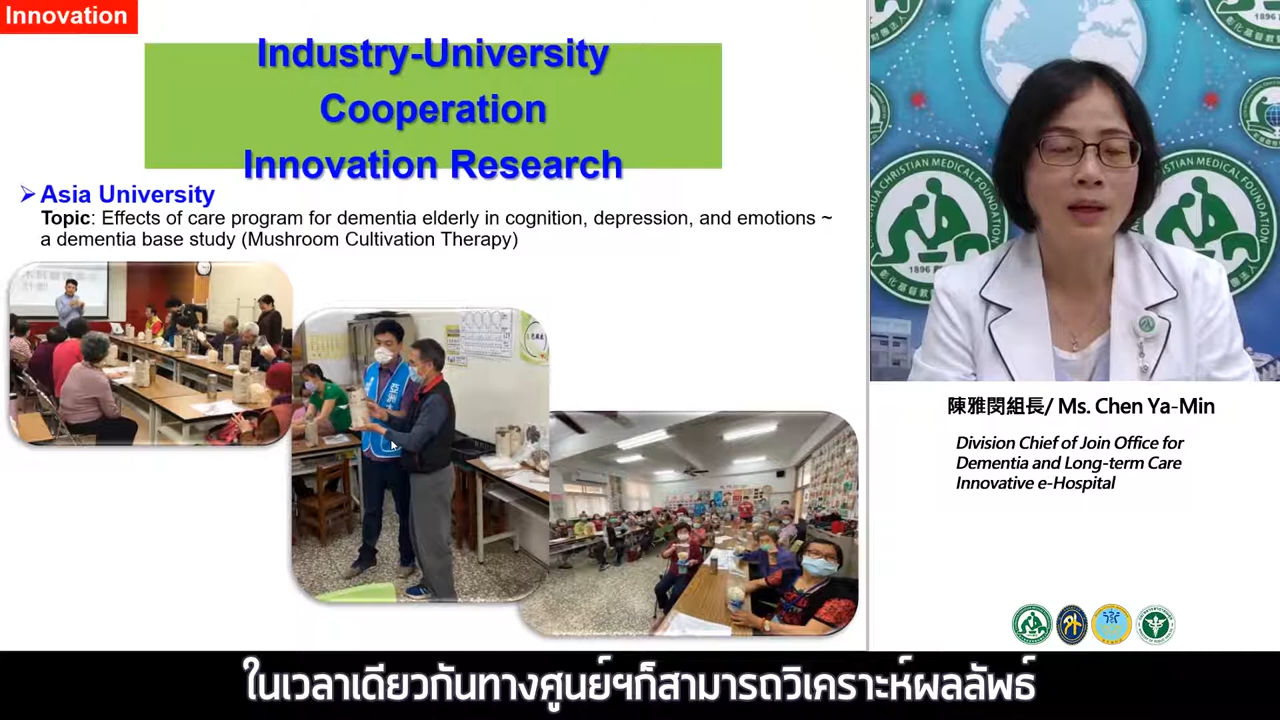 Innovation
Industry-University
Cooperation
Innovation Research
➢ Asia University
Topic: Effects of care program for dementia elderly in cognition, depression, and emotions ~
a dementia base study (Mushroom Cultivation Therapy)
CHRISTIAN MEDICAL FOUNDATION
1896
陳雅閔組長/ Ms. Chen Ya-Min
Division Chief of Join Office for
Dementia and Long-term Care
Innovative e-Hospital
ในเวลาเดียวกันทางศูนย์ฯก็สามารถวิเคราะห์ผลลัพธ์